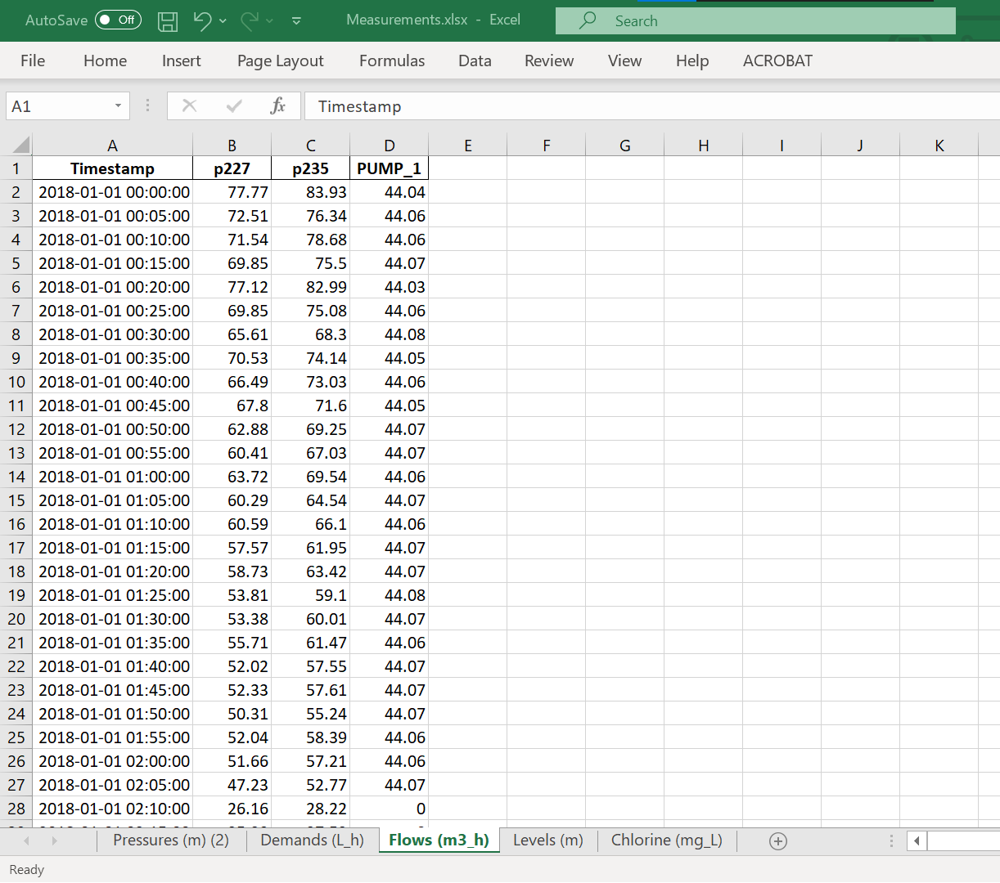 AutoSave Off Measurements.xlsx - Excel Search
File Home Insert Page Layout Formulas Data Review View Help ACROBAT
A1 fx Timestamp
A B C D E F G H I J K
1 Timestamp p227 p235 PUMP_1
2 2018-01-01 00:00:00 77.77 83.93 44.04
3 2018-01-01 00:05:00 72.51 76.34 44.06
4 2018-01-01 00:10:00 71.54 78.68 44.06
5 2018-01-01 00:15:00 69.85 75.5 44.07
6 2018-01-01 00:20:00 77.12 82.99 44.03
7 2018-01-01 00:25:00 69.85 75.08 44.06
8 2018-01-01 00:30:00 65.61 68.3 44.08
9 2018-01-01 00:35:00 70.53 74.14 44.05
10 2018-01-01 00:40:00 66.49 73.03 44.06
11 2018-01-01 00:45:00 67.8 71.6 44.05
12 2018-01-01 00:50:00 62.88 69.25 44.07
13 2018-01-01 00:55:00 60.41 67.03 44.07
14 2018-01-01 01:00:00 63.72 69.54 44.06
15 2018-01-01 01:05:00 60.29 64.54 44.07
16 2018-01-01 01:10:00 60.59 66.1 44.06
17 2018-01-01 01:15:00 57.57 61.95 44.07
18 2018-01-01 01:20:00 58.73 63.42 44.07
19 2018-01-01 01:25:00 53.81 59.1 44.08
20 2018-01-01 01:30:00 53.38 60.01 44.07
21 2018-01-01 01:35:00 55.71 61.47 44.06
22 2018-01-01 01:40:00 52.02 57.55 44.07
23 2018-01-01 01:45:00 52.33 57.61 44.07
24 2018-01-01 01:50:00 50.31 55.24 44.07
25 2018-01-01 01:55:00 52.04 58.39 44.06
26 2018-01-01 02:00:00 51.66 57.21 44.06
27 2018-01-01 02:05:00 47.23 52.77 44.07
28 2018-01-01 02:10:00 26.16 28.22 0
Pressures (m) (2) Demands (L_h) Flows (m3_h) Levels (m) Chlorine (mg_L)
Ready